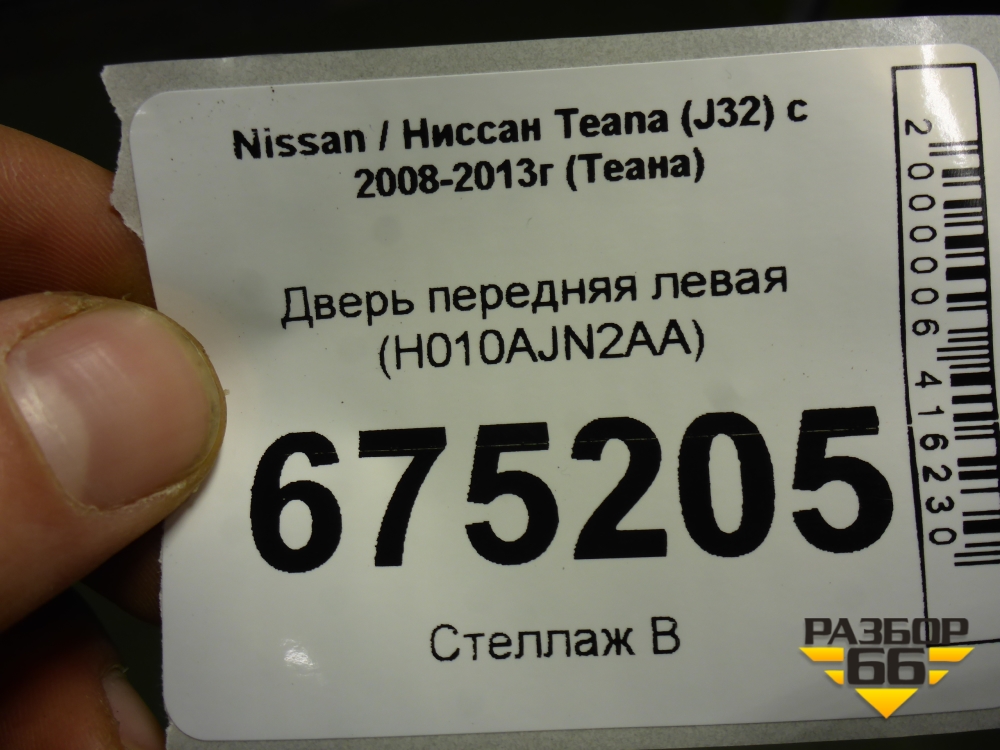 Nissan / Ниссан Teana (J32) с
2008-2013г (Теана)
Дверь передняя левая
(H010AJN2AA)
675205
Стеллаж В
2000006416230
РАЗБОР
66